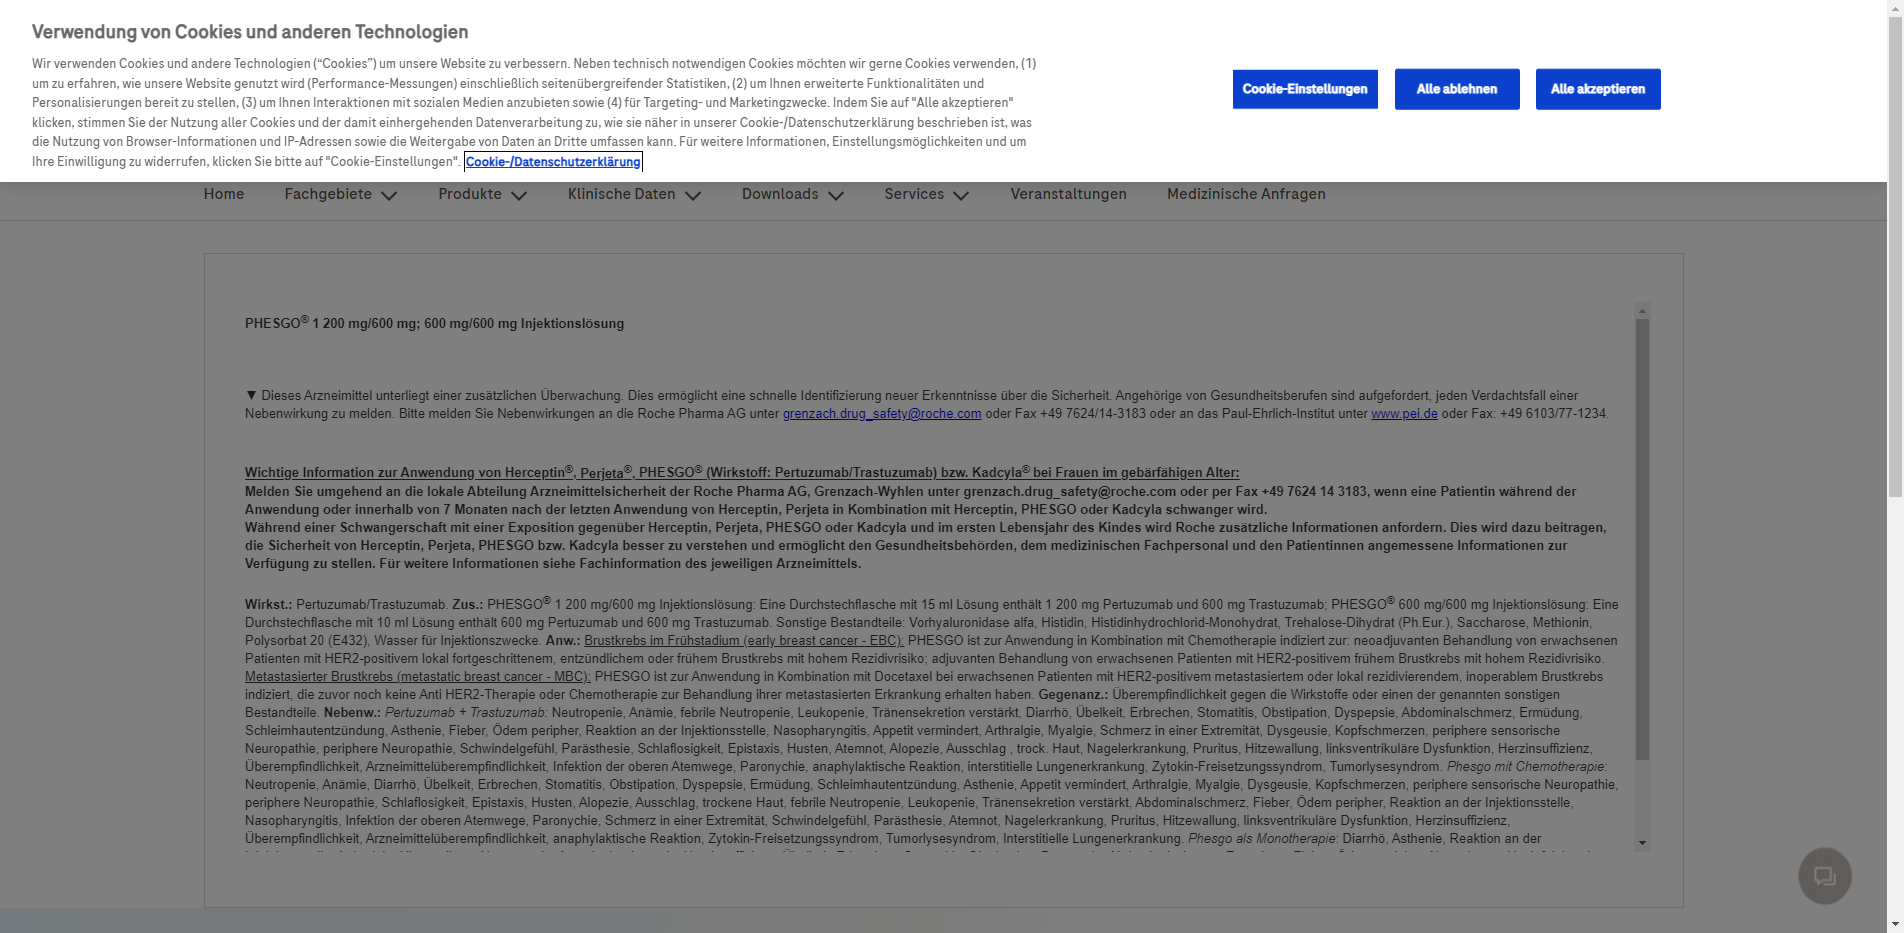 Verwendung von Cookies und anderen Technologien
Wir verwenden Cookies und andere Technologien (“Cookies”) um unsere Website zu verbessern. Neben technisch notwendigen Cookies möchten wir gerne Cookies verwenden, (1)
um zu erfahren, wie unsere Website genutzt wird (Performance-Messungen) einschließlich seitenübergreifender Statistiken, (2) um Ihnen erweiterte Funktionalitäten und
Personalisierungen bereit zu stellen, (3) um Ihnen Interaktionen mit sozialen Medien anzubieten sowie (4) für Targeting- und Marketingzwecke. Indem Sie auf "Alle akzeptieren"
klicken, stimmen Sie der Nutzung aller Cookies und der damit einhergehenden Datenverarbeitung zu, wie sie näher in unserer Cookie-/Datenschutzerklärung beschrieben ist, was
die Nutzung von Browser-Informationen und IP-Adressen sowie die Weitergabe von Daten an Dritte umfassen kann. Für weitere Informationen, Einstellungsmöglichkeiten und um
Ihre Einwilligung zu widerrufen, klicken Sie bitte auf "Cookie-Einstellungen". Cookie-/Datenschutzerklärung
Cookie-Einstellungen
Alle ablehnen
Alle akzeptieren
Home
Fachgebiete
Produkte
Klinische Daten
Downloads
Services
Veranstaltungen
Medizinische Anfragen
PHESGO® 1 200 mg/600 mg; 600 mg/600 mg Injektionslösung
▼ Dieses Arzneimittel unterliegt einer zusätzlichen Überwachung. Dies ermöglicht eine schnelle Identifizierung neuer Erkenntnisse über die Sicherheit. Angehörige von Gesundheitsberufen sind aufgefordert, jeden Verdachtsfall einer
Nebenwirkung zu melden. Bitte melden Sie Nebenwirkungen an die Roche Pharma AG unter grenzach.drug_safety@roche.com oder Fax +49 7624/14-3183 oder an das Paul-Ehrlich-Institut unter www.pei.de oder Fax: +49 6103/77-1234.
Wichtige Information zur Anwendung von Herceptin®, Perjeta®, PHESGO® (Wirkstoff: Pertuzumab/Trastuzumab) bzw. Kadcyla® bei Frauen im gebärfähigen Alter:
Melden Sie umgehend an die lokale Abteilung Arzneimittelsicherheit der Roche Pharma AG, Grenzach-Wyhlen unter grenzach.drug_safety@roche.com oder per Fax +49 7624 14 3183, wenn eine Patientin während der
Anwendung oder innerhalb von 7 Monaten nach der letzten Anwendung von Herceptin, Perjeta in Kombination mit Herceptin, PHESGO oder Kadcyla schwanger wird.
Während einer Schwangerschaft mit einer Exposition gegenüber Herceptin, Perjeta, PHESGO oder Kadcyla und im ersten Lebensjahr des Kindes wird Roche zusätzliche Informationen anfordern. Dies wird dazu beitragen,
die Sicherheit von Herceptin, Perjeta, PHESGO bzw. Kadcyla besser zu verstehen und ermöglicht den Gesundheitsbehörden, dem medizinischen Fachpersonal und den Patientinnen angemessene Informationen zur
Verfügung zu stellen. Für weitere Informationen siehe Fachinformation des jeweiligen Arzneimittels.
Wirkst.: Pertuzumab/Trastuzumab. Zus.: PHESGO® 1 200 mg/600 mg Injektionslösung: Eine Durchstechflasche mit 15 ml Lösung enthält 1 200 mg Pertuzumab und 600 mg Trastuzumab; PHESGO® 600 mg/600 mg Injektionslösung: Eine
Durchstechflasche mit 10 ml Lösung enthält 600 mg Pertuzumab und 600 mg Trastuzumab. Sonstige Bestandteile: Vorhyaluronidase alfa, Histidin, Histidinhydrochlorid-Monohydrat, Trehalose-Dihydrat (Ph.Eur.), Saccharose, Methionin,
Polysorbat 20 (E432), Wasser für Injektionszwecke. Anw.: Brustkrebs im Frühstadium (early breast cancer - EBC): PHESGO ist zur Anwendung in Kombination mit Chemotherapie indiziert zur: neoadjuvanten Behandlung von erwachsenen
Patienten mit HER2-positivem lokal fortgeschrittenem, entzündlichem oder frühem Brustkrebs mit hohem Rezidivrisiko; adjuvanten Behandlung von erwachsenen Patienten mit HER2-positivem frühem Brustkrebs mit hohem Rezidivrisiko.
Metastasierter Brustkrebs (metastatic breast cancer - MBC): PHESGO ist zur Anwendung in Kombination mit Docetaxel bei erwachsenen Patienten mit HER2-positivem metastasiertem oder lokal rezidivierendem, inoperablem Brustkrebs
indiziert, die zuvor noch keine Anti HER2-Therapie oder Chemotherapie zur Behandlung ihrer metastasierten Erkrankung erhalten haben. Gegenanz.: Überempfindlichkeit gegen die Wirkstoffe oder einen der genannten sonstigen
Bestandteile. Nebenw.: Pertuzumab + Trastuzumab: Neutropenie, Anämie, febrile Neutropenie, Leukopenie, Tränensekretion verstärkt, Diarrhö, Übelkeit, Erbrechen, Stomatitis, Obstipation, Dyspepsie, Abdominalschmerz, Ermüdung,
Schleimhautentzündung, Asthenie, Fieber, Ödem peripher, Reaktion an der Injektionsstelle, Nasopharyngitis, Appetit vermindert, Arthralgie, Myalgie, Schmerz in einer Extremität, Dysgeusie, Kopfschmerzen, periphere sensorische
Neuropathie, periphere Neuropathie, Schwindelgefühl, Parästhesie, Schlaflosigkeit, Epistaxis, Husten, Atemnot, Alopezie, Ausschlag , trock. Haut, Nagelerkrankung, Pruritus, Hitzewallung, linksventrikuläre Dysfunktion, Herzinsuffizienz,
Überempfindlichkeit, Arzneimittelüberempfindlichkeit, Infektion der oberen Atemwege, Paronychie, anaphylaktische Reaktion, interstitielle Lungenerkrankung, Zytokin-Freisetzungssyndrom, Tumorlysesyndrom. Phesgo mit Chemotherapie:
Neutropenie, Anämie, Diarrhö, Übelkeit, Erbrechen, Stomatitis, Obstipation, Dyspepsie, Ermüdung, Schleimhautentzündung, Asthenie, Appetit vermindert, Arthralgie, Myalgie, Dysgeusie, Kopfschmerzen, periphere sensorische Neuropathie,
periphere Neuropathie, Schlaflosigkeit, Epistaxis, Husten, Alopezie, Ausschlag, trockene Haut, febrile Neutropenie, Leukopenie, Tränensekretion verstärkt, Abdominalschmerz, Fieber, Ödem peripher, Reaktion an der Injektionsstelle,
Nasopharyngitis, Infektion der oberen Atemwege, Paronychie, Schmerz in einer Extremität, Schwindelgefühl, Parästhesie, Atemnot, Nagelerkrankung, Pruritus, Hitzewallung, linksventrikuläre Dysfunktion, Herzinsuffizienz,
Überempfindlichkeit, Arzneimittelüberempfindlichkeit, anaphylaktische Reaktion, Zytokin-Freisetzungssyndrom, Tumorlysesyndrom, Interstitielle Lungenerkrankung. Phesgo als Monotherapie: Diarrhö, Asthenie, Reaktion an der